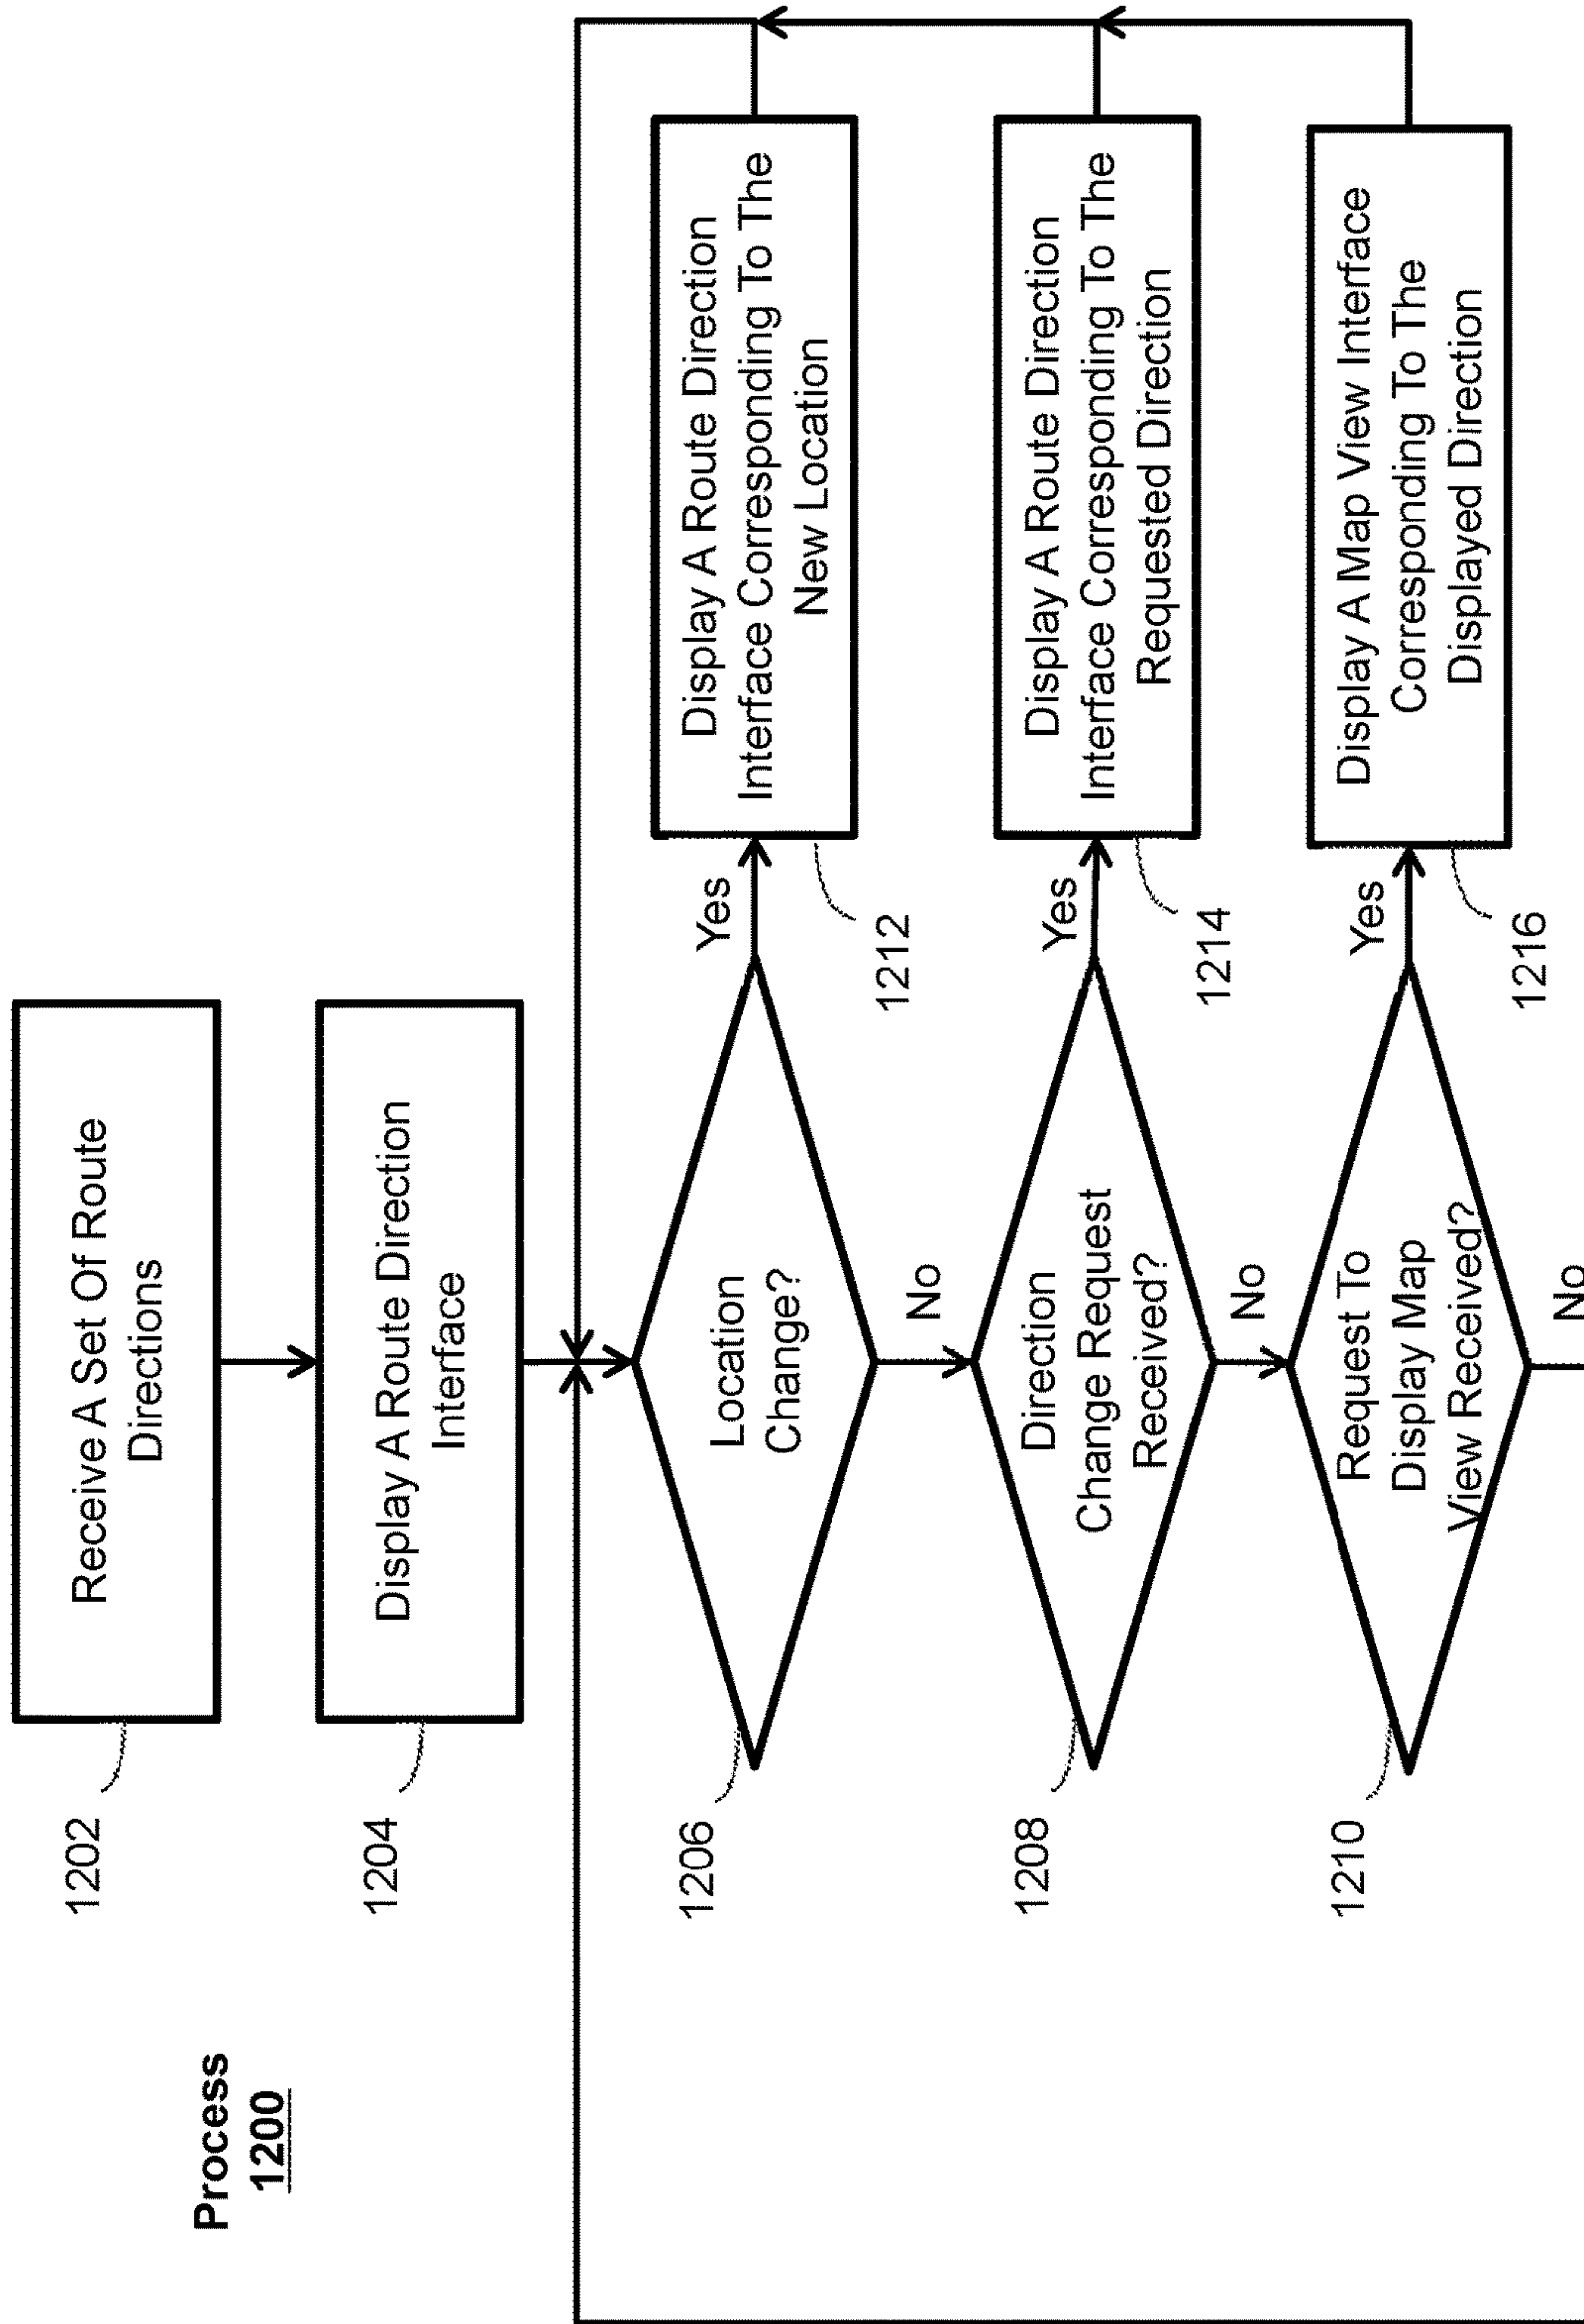 Process
1200
1202
Receive A Set Of Route
Directions
1204
Display A Route Direction
Interface
1206
Location
Change?
Yes
Display A Route Direction
Interface Corresponding To The
New Location
1212
No
1208
Direction
Change Request
Received?
Yes
Display A Route Direction
Interface Corresponding To The
Requested Direction
1214
No
1210
Request To
Display Map
View Received?
Yes
Display A Map View Interface
Corresponding To The
Displayed Direction
1216
No